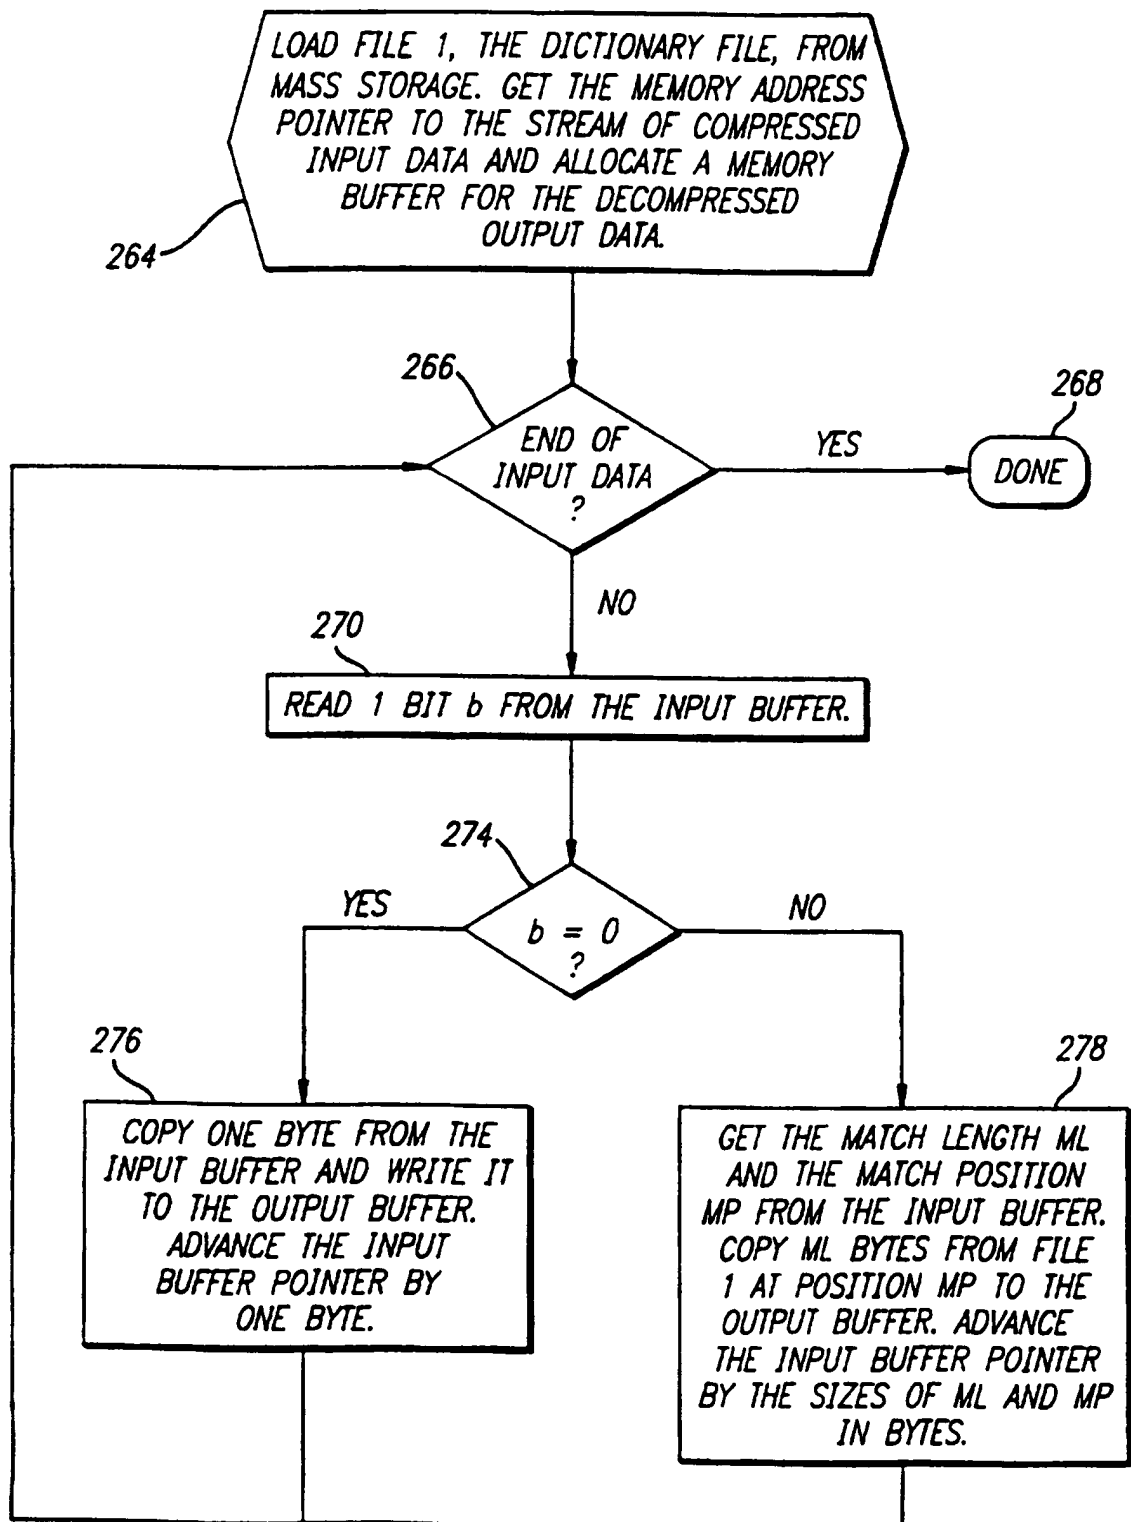 LOAD FILE 1, THE DICTIONARY FILE, FROM
MASS STORAGE. GET THE MEMORY ADDRESS
POINTER TO THE STREAM OF COMPRESSED
INPUT DATA AND ALLOCATE A MEMORY
BUFFER FOR THE DECOMPRESSED
OUTPUT DATA.
264
266
END OF
INPUT DATA
?
YES
268
DONE
NO
270
READ 1 BIT b FROM THE INPUT BUFFER.
274
b = 0
?
YES
NO
276
COPY ONE BYTE FROM THE
INPUT BUFFER AND WRITE IT
TO THE OUTPUT BUFFER.
ADVANCE THE INPUT
BUFFER POINTER BY
ONE BYTE.
278
GET THE MATCH LENGTH ML
AND THE MATCH POSITION
MP FROM THE INPUT BUFFER.
COPY ML BYTES FROM FILE
1 AT POSITION MP TO THE
OUTPUT BUFFER. ADVANCE
THE INPUT BUFFER POINTER
BY THE SIZES OF ML AND MP
IN BYTES.